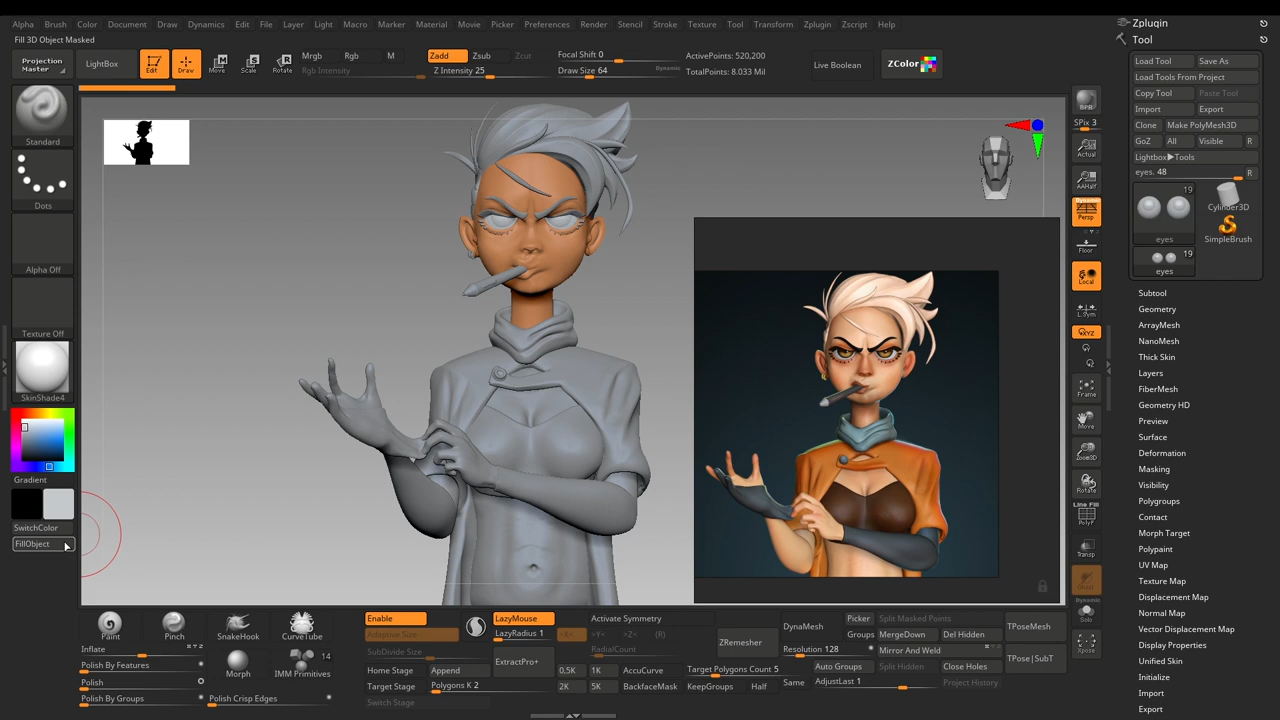 Alpha Brush Color Document Draw Dynamics Edit File Layer Light Macro Marker Material Movie Picker Preferences Render Stencil Stroke Texture Tool Transform Zplugin Zscript Help
Fill 3D Object Masked
Projection Master
LightBox
Edit
Draw
Move
Scale
Rotate
Mrgb Rgb M
Rgb Intensity
Zadd Zsub Zcut
Z Intensity 25
Focal Shift 0
Draw Size 64
Dynamic
ActivePoints: 520,200
TotalPoints: 8.033 Mil
Live Boolean
ZColor
Standard
Dots
Alpha Off
Texture Off
SkinShade4
Gradient
SwitchColor
FillObject
BPR
SPix 3
Actual
AAHalf
Dynamic
Persp
Floor
Local
L.Sym
XYZ
Frame
Move
Zoom3D
Rotate
Line Fill
PolyF
Transp
Dynamic
Solo
Xpose
Zplugin
Tool
Load Tool Save As
Load Tools From Project
Copy Tool Paste Tool
Import Export
Clone Make PolyMesh3D
GoZ All Visible R
Lightbox▶Tools
eyes. 48 R
19
eyes
Cylinder3D
SimpleBrush
19
eyes
Subtool
Geometry
ArrayMesh
NanoMesh
Thick Skin
Layers
FiberMesh
Geometry HD
Preview
Surface
Deformation
Masking
Visibility
Polygroups
Contact
Morph Target
Polypaint
UV Map
Texture Map
Displacement Map
Normal Map
Vector Displacement Map
Display Properties
Unified Skin
Initialize
Import
Export
Paint
Pinch
SnakeHook
CurveTube
Inflate
Polish By Features
Polish
Polish By Groups
Morph
14
IMM Primitives
Polish Crisp Edges
Enable
Adaptive Size
SubDivide Size
Home Stage Append
Target Stage Polygons K 2
Switch Stage
LazyMouse
LazyRadius 1
ExtractPro+
Activate Symmetry
>X< >Y< >Z< (R)
RadialCount
0.5K 1K AccuCurve
2K 5K BackfaceMask
ZRemesher
Target Polygons Count 5
KeepGroups Half Same
DynaMesh
Resolution 128
Auto Groups
AdjustLast 1
Picker Split Masked Points
Groups MergeDown Del Hidden
Mirror And Weld
Split Hidden Close Holes
Project History
TPoseMesh
TPose|SubT